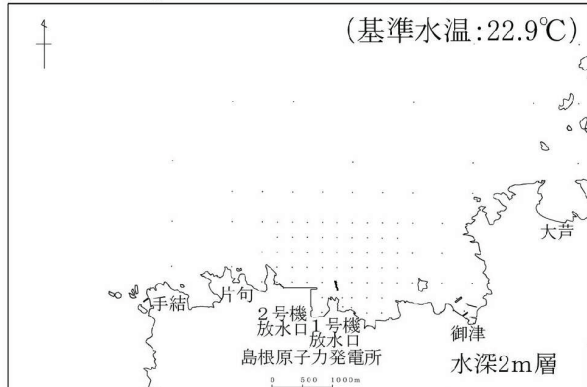 (基準水温:22.9℃)
大芦
手結
片句
2号機
放水口
1号機
放水口
御津
島根原子力発電所
水深2m層
0 500 1000m